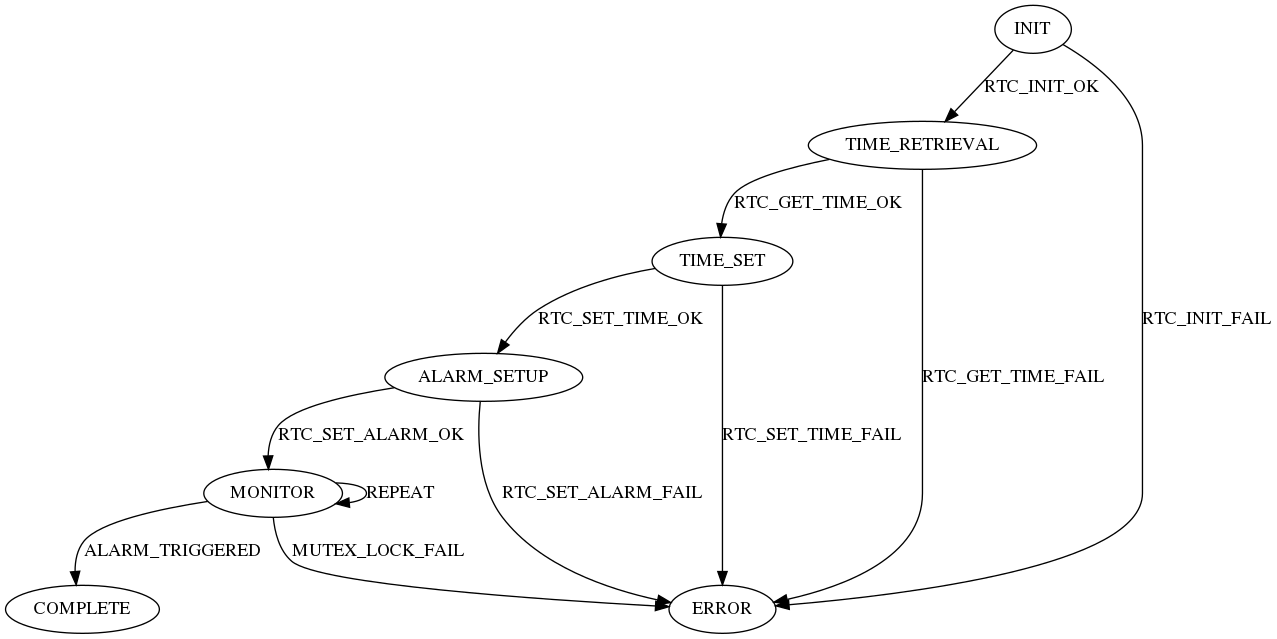 INIT
RTC_INIT_OK
TIME_RETRIEVAL
RTC_GET_TIME_OK
TIME_SET
RTC_SET_TIME_OK
RTC_INIT_FAIL
ALARM_SETUP
RTC_GET_TIME_FAIL
RTC_SET_ALARM_OK
RTC_SET_TIME_FAIL
MONITOR
REPEAT
RTC_SET_ALARM_FAIL
ALARM_TRIGGERED
MUTEX_LOCK_FAIL
COMPLETE
ERROR